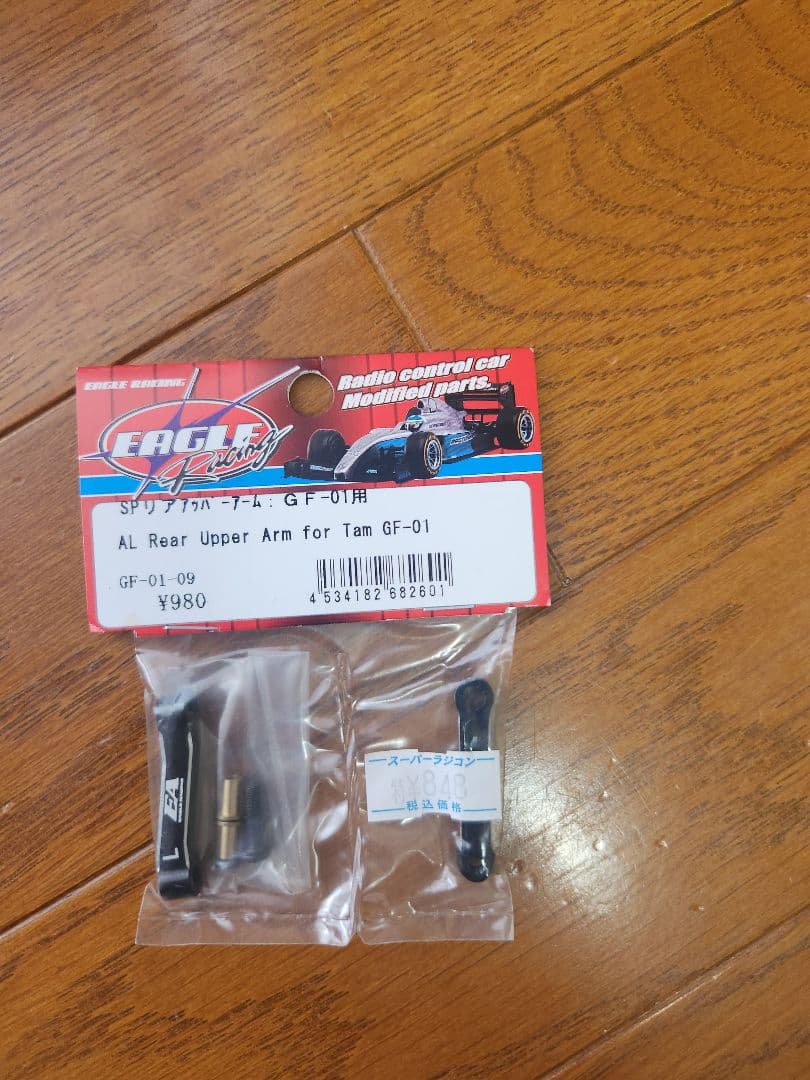 EAGLE RACING
Radio control car
Modified parts.
EAGLE
Racing
SPリアアッパーアーム：GF-01用
AL Rear Upper Arm for Tam GF-01
GF-01-09
¥980
4 534182 682601
スーパーラジコン
特¥848
税込価格
L